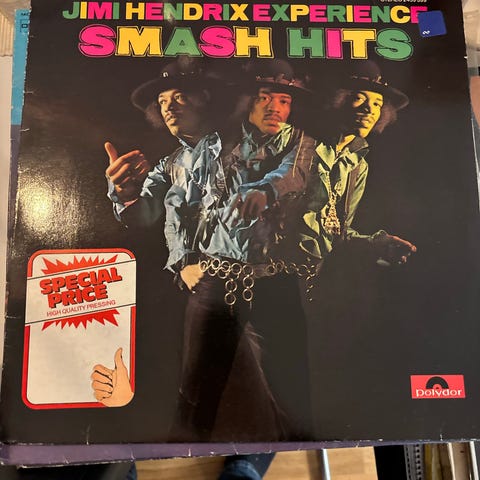 JIMI HENDRIX EXPERIENCE
SMASH HITS
SPECIAL
PRICE
HIGH QUALITY PRESSING
polydor